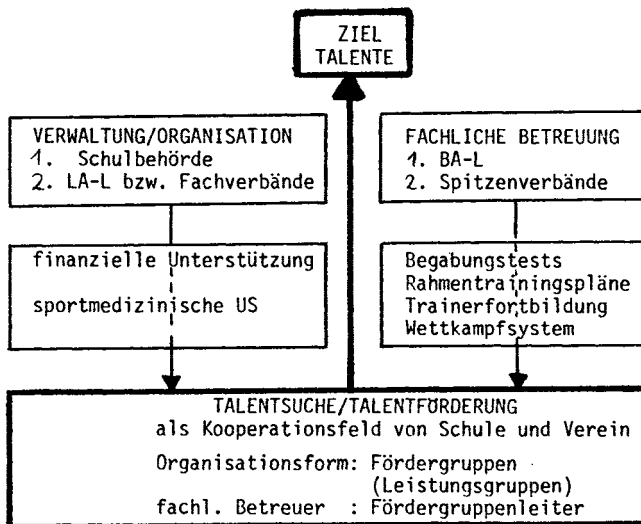 ZIEL
TALENTE
VERWALTUNG/ORGANISATION
1. Schulbehörde
2. LA-L bzw. Fachverbände
FACHLICHE BETREUUNG
1. BA-L
2. Spitzenverbände
finanzielle Unterstützung
sportmedizinische US
Begabungstests
Rahmentrainingspläne
Trainerfortbildung
Wettkampfsystem
TALENTSUCHE/TALENTFÖRDERUNG
als Kooperationsfeld von Schule und Verein
Organisationsform: Fördergruppen
(Leistungsgruppen)
fachl. Betreuer : Fördergruppenleiter